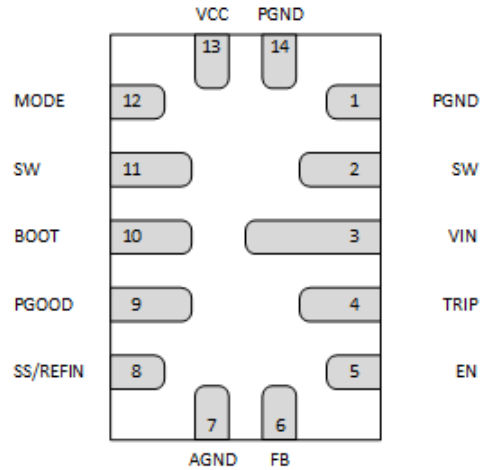 VCC PGND
13 14
MODE 12 1 PGND
SW 11 2 SW
BOOT 10 3 VIN
PGOOD 9 4 TRIP
SS/REFIN 8 5 EN
7 6
AGND FB